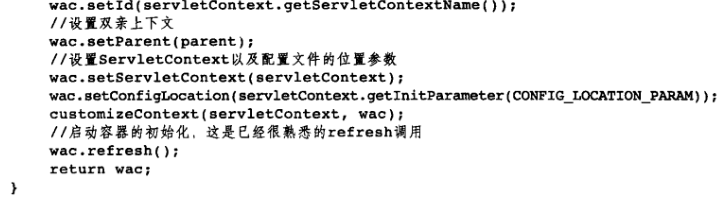 wac.setId(servletContext.getServletContextName());
//设置双亲上下文
wac.setParent(parent);
//设置ServletContext以及配置文件的位置参数
wac.setServletContext(servletContext);
wac.setConfigLocation(servletContext.getInitParameter(CONFIG_LOCATION_PARAM));
customizeContext(servletContext, wac);
//启动容器的初始化，这是已经很熟悉的refresh调用
wac.refresh();
return wac;
}